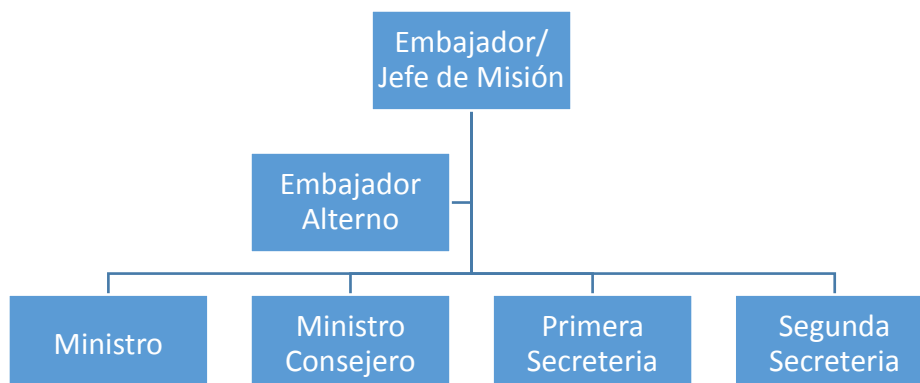 Embajador/
Jefe de Misión
Embajador
Alterno
Ministro
Ministro
Consejero
Primera
Secreteria
Segunda
Secreteria